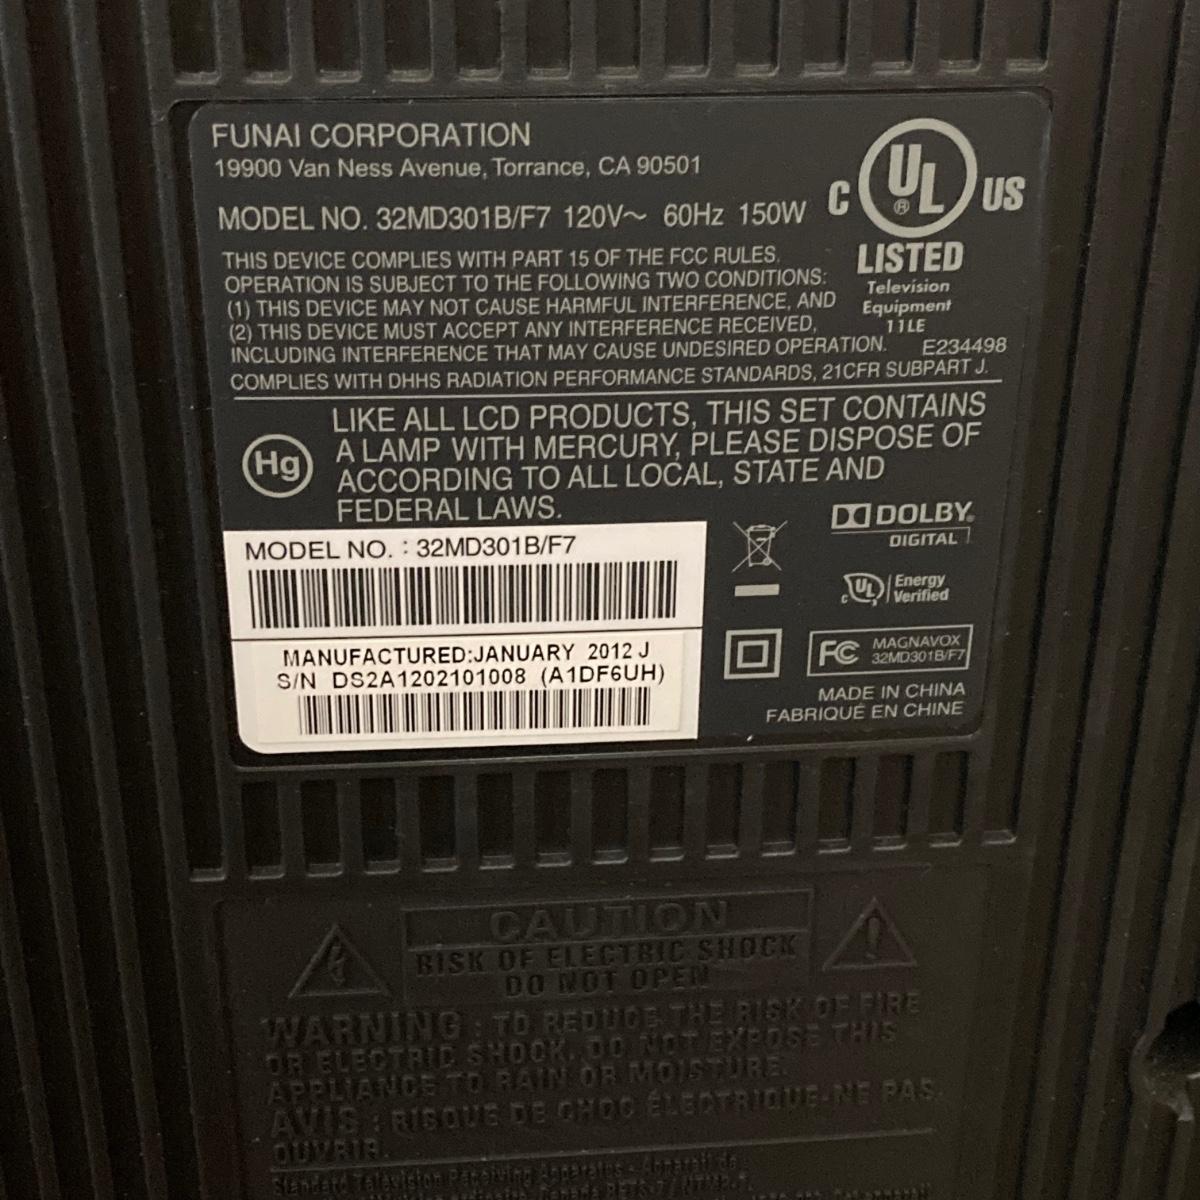 FUNAI CORPORATION
19900 Van Ness Avenue, Torrance, CA 90501
MODEL NO. 32MD301B/F7 120V~ 60Hz 150W
C UL ® US
LISTED
Television
Equipment
11LE
E234498
THIS DEVICE COMPLIES WITH PART 15 OF THE FCC RULES.
OPERATION IS SUBJECT TO THE FOLLOWING TWO CONDITIONS:
(1) THIS DEVICE MAY NOT CAUSE HARMFUL INTERFERENCE, AND
(2) THIS DEVICE MUST ACCEPT ANY INTERFERENCE RECEIVED,
INCLUDING INTERFERENCE THAT MAY CAUSE UNDESIRED OPERATION.
COMPLIES WITH DHHS RADIATION PERFORMANCE STANDARDS, 21CFR SUBPART J.
Hg
LIKE ALL LCD PRODUCTS, THIS SET CONTAINS
A LAMP WITH MERCURY, PLEASE DISPOSE OF
ACCORDING TO ALL LOCAL, STATE AND
FEDERAL LAWS.
MODEL NO. : 32MD301B/F7
MANUFACTURED:JANUARY 2012 J
S/N DS2A1202101008 (A1DF6UH)
DOLBY
DIGITAL
c UL Energy
Verified
FC MAGNAVOX
32MD301B/F7
MADE IN CHINA
FABRIQUÉ EN CHINE
CAUTION
RISK OF ELECTRIC SHOCK
DO NOT OPEN
WARNING : TO REDUCE THE RISK OF FIRE
OR ELECTRIC SHOCK, DO NOT EXPOSE THIS
APPLIANCE TO RAIN OR MOISTURE.
AVIS : RISQUE DE CHOC ÉLECTRIQUE-NE PAS
OUVRIR.
Standard Television Receiving Apparatus - Appareil de